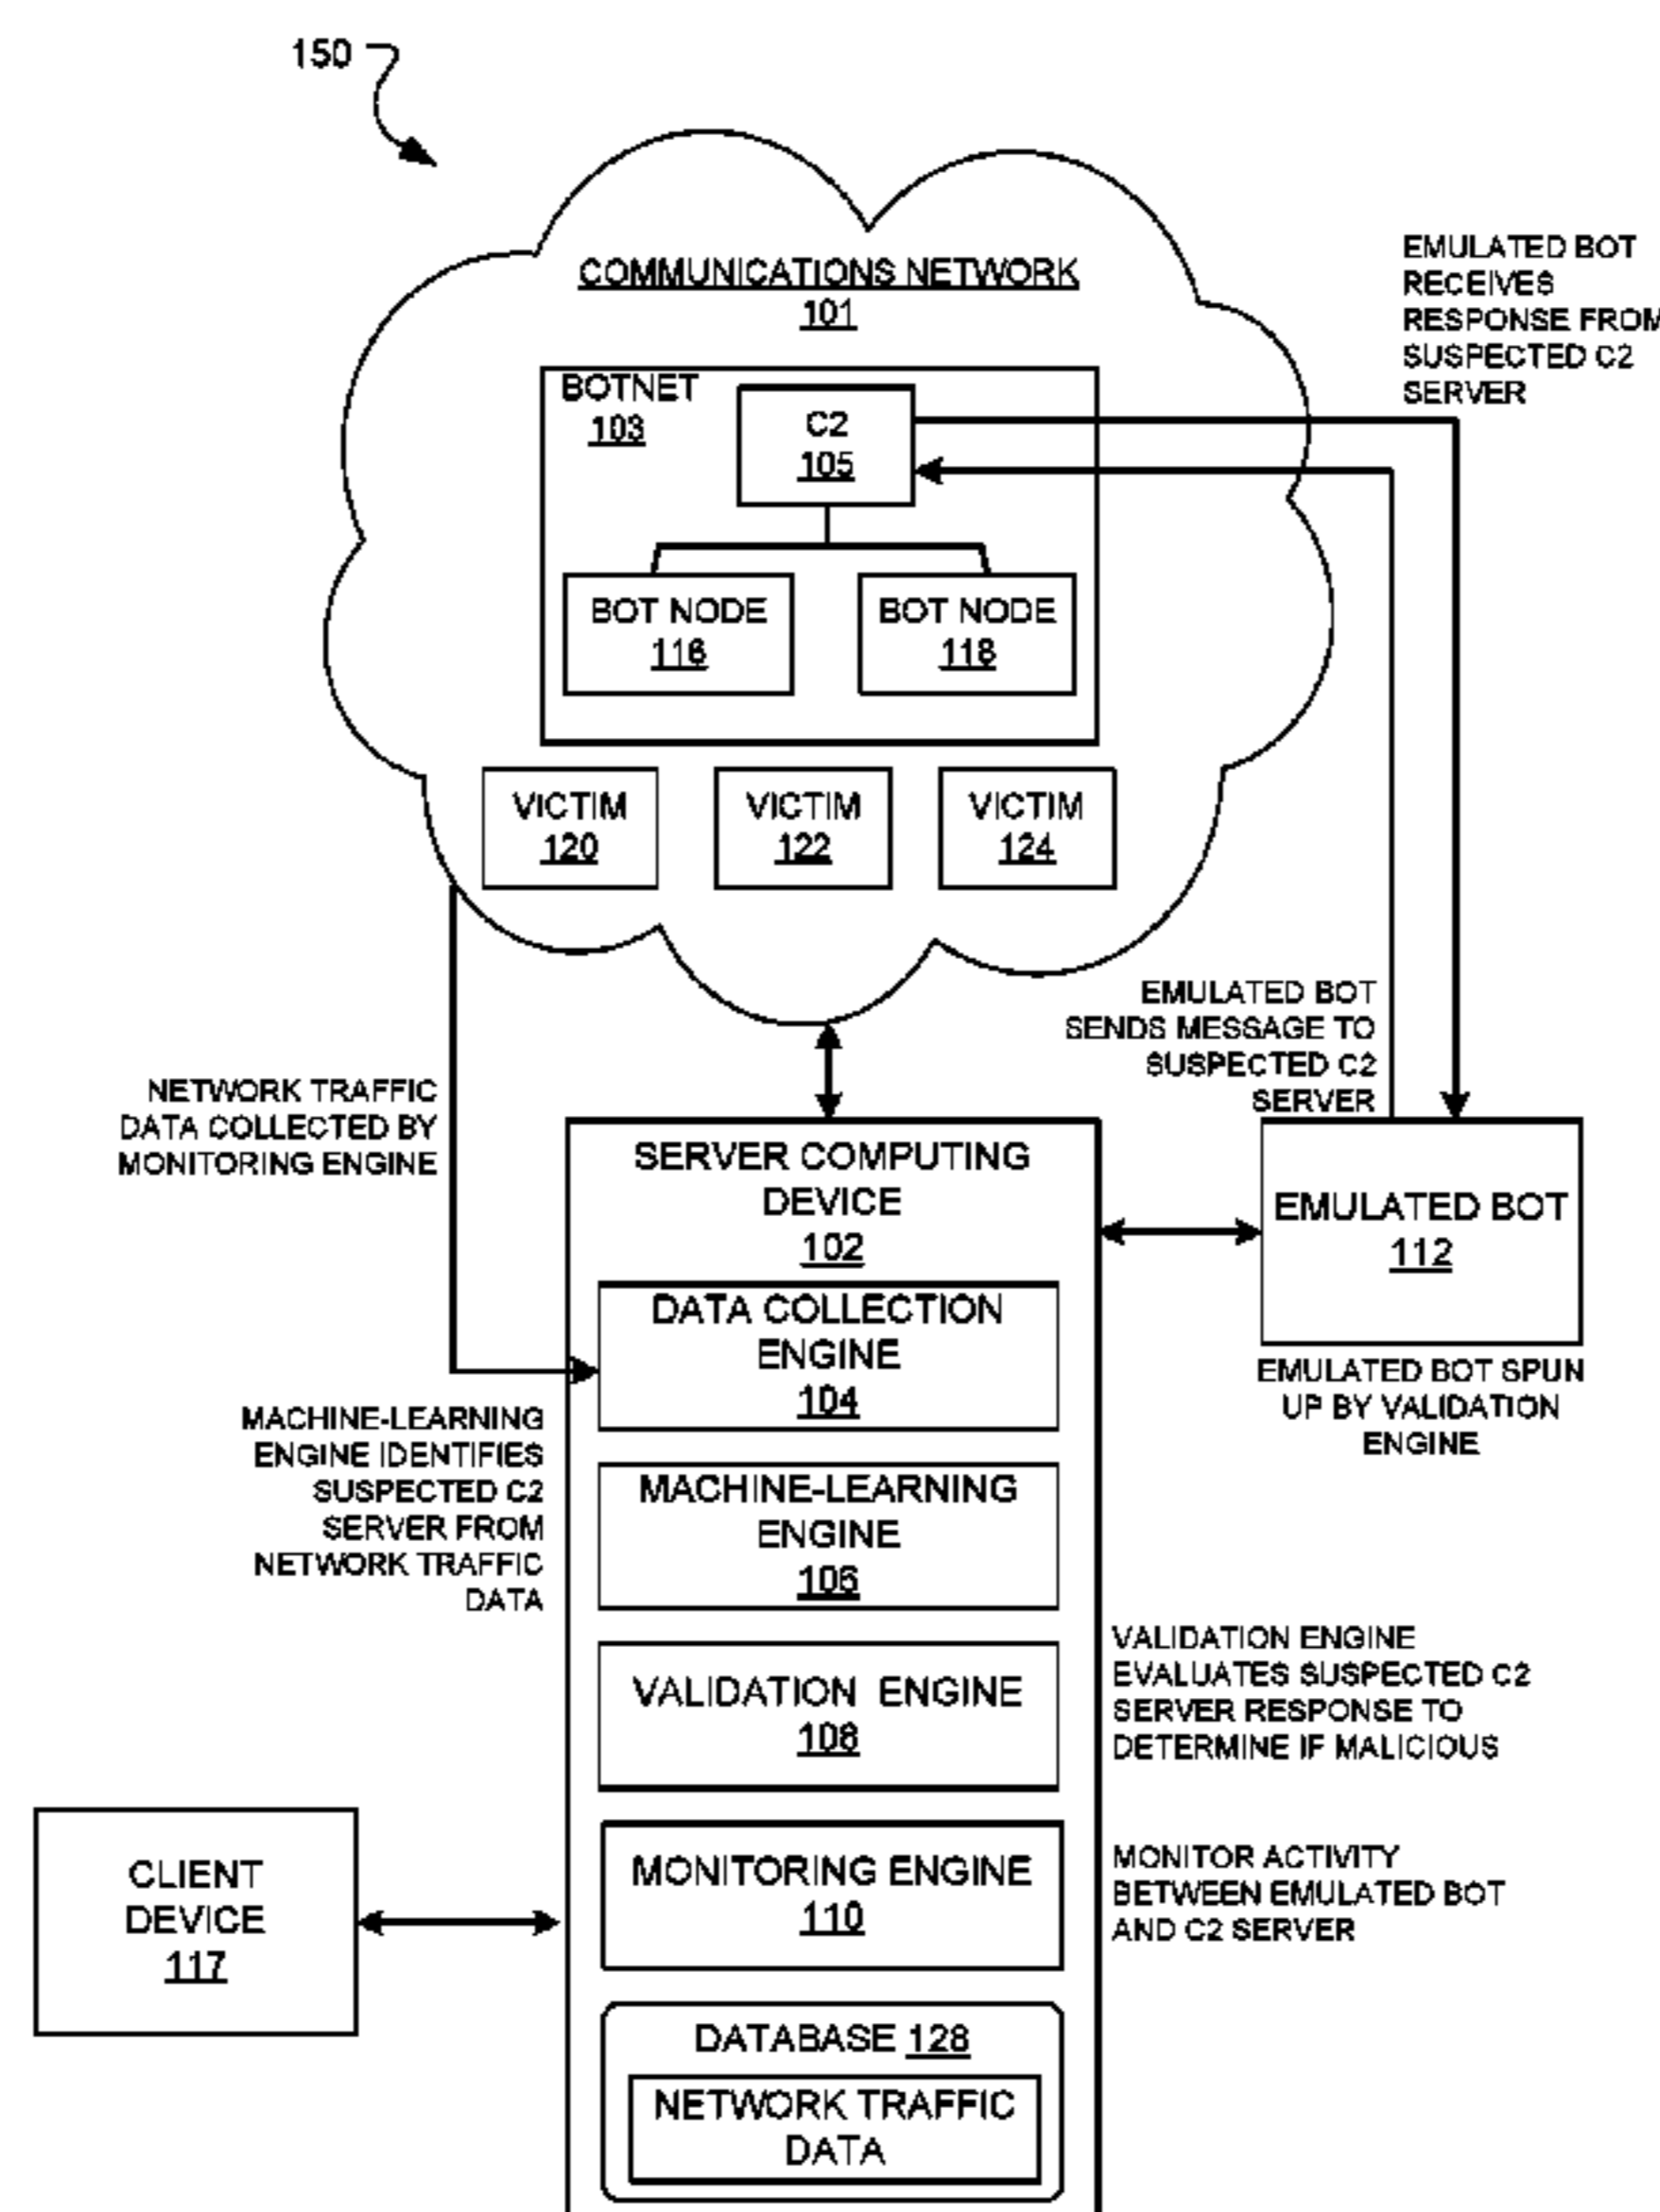 150
COMMUNICATIONS NETWORK
101
EMULATED BOT
RECEIVES
RESPONSE FROM
SUSPECTED C2
SERVER
BOTNET
103
C2
105
BOT NODE
116
BOT NODE
118
VICTIM
120
VICTIM
122
VICTIM
124
EMULATED BOT
SENDS MESSAGE TO
SUSPECTED C2
SERVER
NETWORK TRAFFIC
DATA COLLECTED BY
MONITORING ENGINE
SERVER COMPUTING
DEVICE
102
EMULATED BOT
112
EMULATED BOT SPUN
UP BY VALIDATION
ENGINE
DATA COLLECTION
ENGINE
104
MACHINE-LEARNING
ENGINE IDENTIFIES
SUSPECTED C2
SERVER FROM
NETWORK TRAFFIC
DATA
MACHINE-LEARNING
ENGINE
106
VALIDATION ENGINE
108
VALIDATION ENGINE
EVALUATES SUSPECTED C2
SERVER RESPONSE TO
DETERMINE IF MALICIOUS
MONITORING ENGINE
110
MONITOR ACTIVITY
BETWEEN EMULATED BOT
AND C2 SERVER
CLIENT
DEVICE
117
DATABASE 128
NETWORK TRAFFIC
DATA